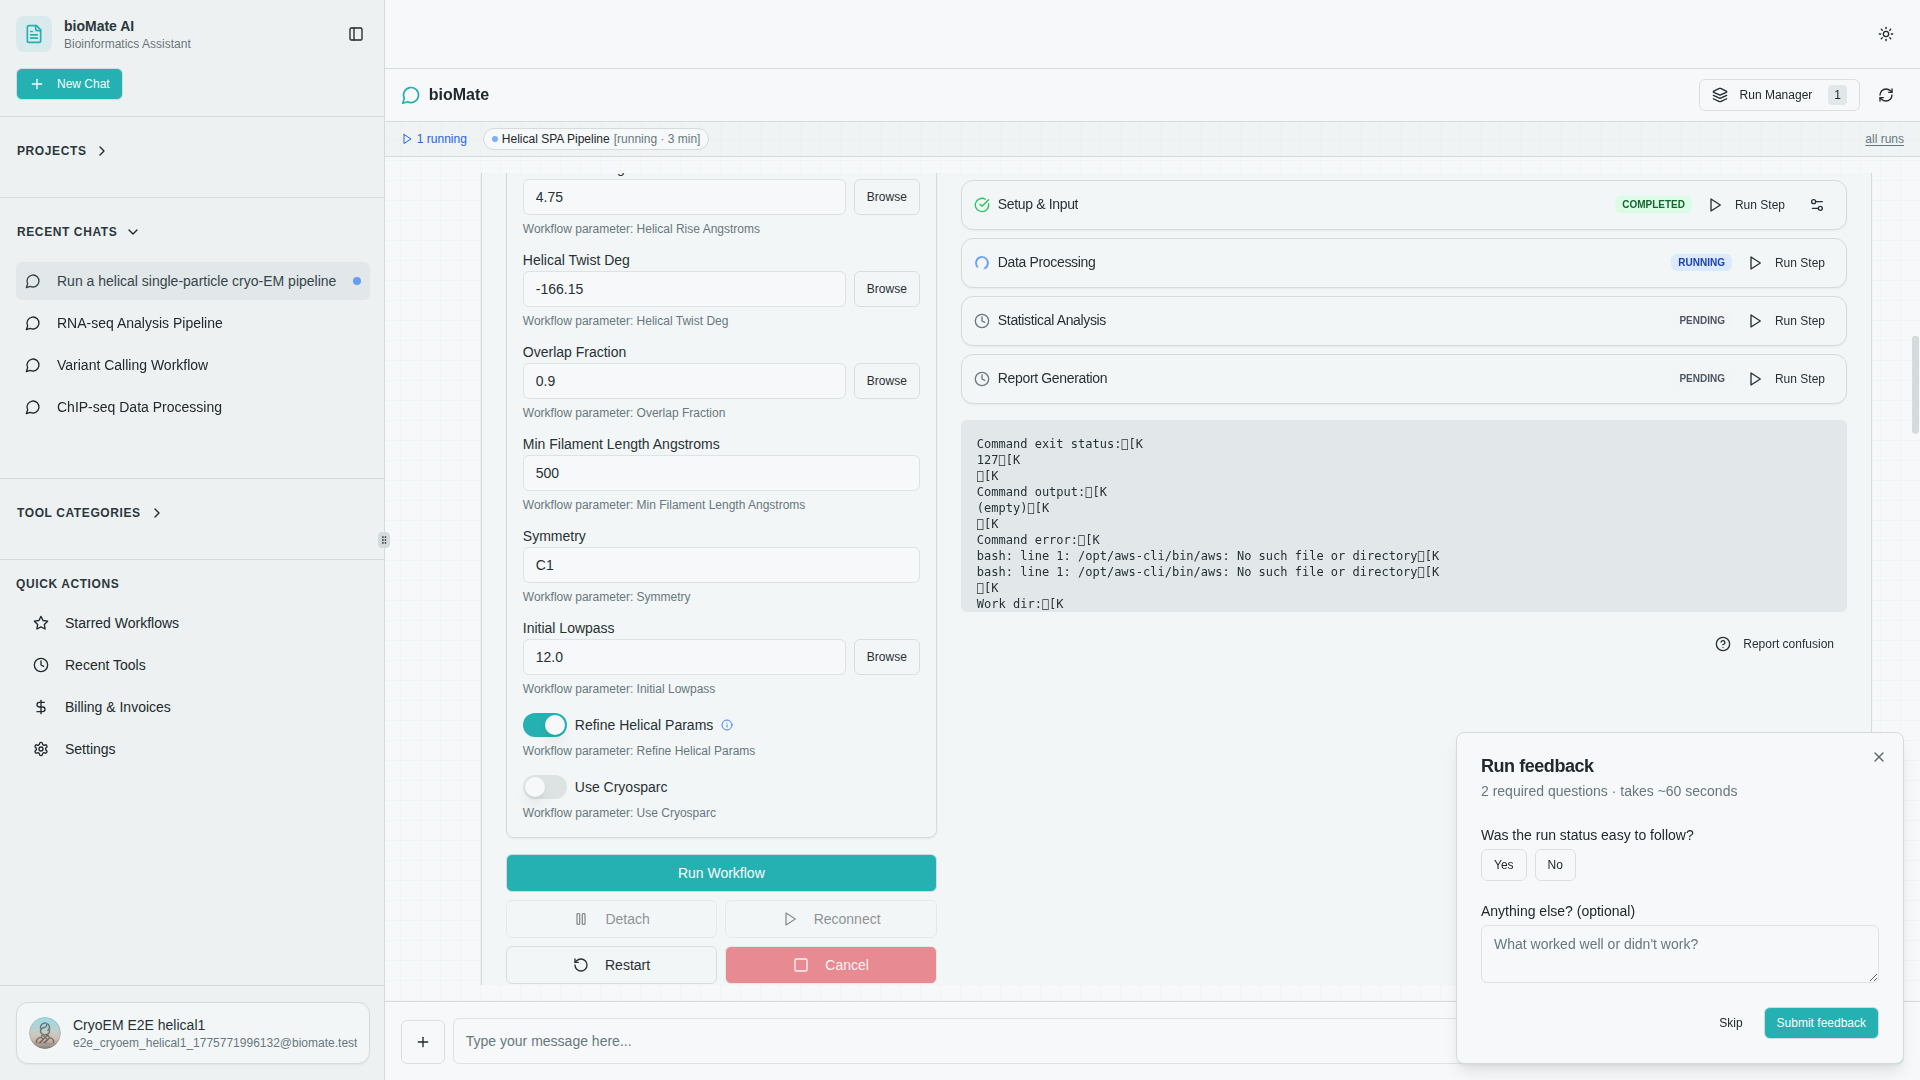 bioMate AI
Bioinformatics Assistant
New Chat
PROJECTS
RECENT CHATS
Run a helical single-particle cryo-EM pipeline
RNA-seq Analysis Pipeline
Variant Calling Workflow
ChIP-seq Data Processing
TOOL CATEGORIES
QUICK ACTIONS
Starred Workflows
Recent Tools
Billing & Invoices
Settings
CryoEM E2E helical1
e2e_cryoem_helical1_1775771996132@biomate.test
bioMate
Run Manager 1
1 running
Helical SPA Pipeline [running · 3 min]
all runs
4.75
Browse
Workflow parameter: Helical Rise Angstroms
Helical Twist Deg
-166.15
Browse
Workflow parameter: Helical Twist Deg
Overlap Fraction
0.9
Browse
Workflow parameter: Overlap Fraction
Min Filament Length Angstroms
500
Workflow parameter: Min Filament Length Angstroms
Symmetry
C1
Workflow parameter: Symmetry
Initial Lowpass
12.0
Browse
Workflow parameter: Initial Lowpass
Refine Helical Params
Workflow parameter: Refine Helical Params
Use Cryosparc
Workflow parameter: Use Cryosparc
Run Workflow
Detach
Reconnect
Restart
Cancel
Setup & Input COMPLETED Run Step
Data Processing RUNNING Run Step
Statistical Analysis PENDING Run Step
Report Generation PENDING Run Step
Command exit status:□[K
127□[K
□[K
Command output:□[K
(empty)□[K
□[K
Command error:□[K
bash: line 1: /opt/aws-cli/bin/aws: No such file or directory□[K
bash: line 1: /opt/aws-cli/bin/aws: No such file or directory□[K
□[K
Work dir:□[K
Report confusion
Run feedback
2 required questions · takes ~60 seconds
Was the run status easy to follow?
Yes
No
Anything else? (optional)
What worked well or didn't work?
Skip
Submit feedback
Type your message here...